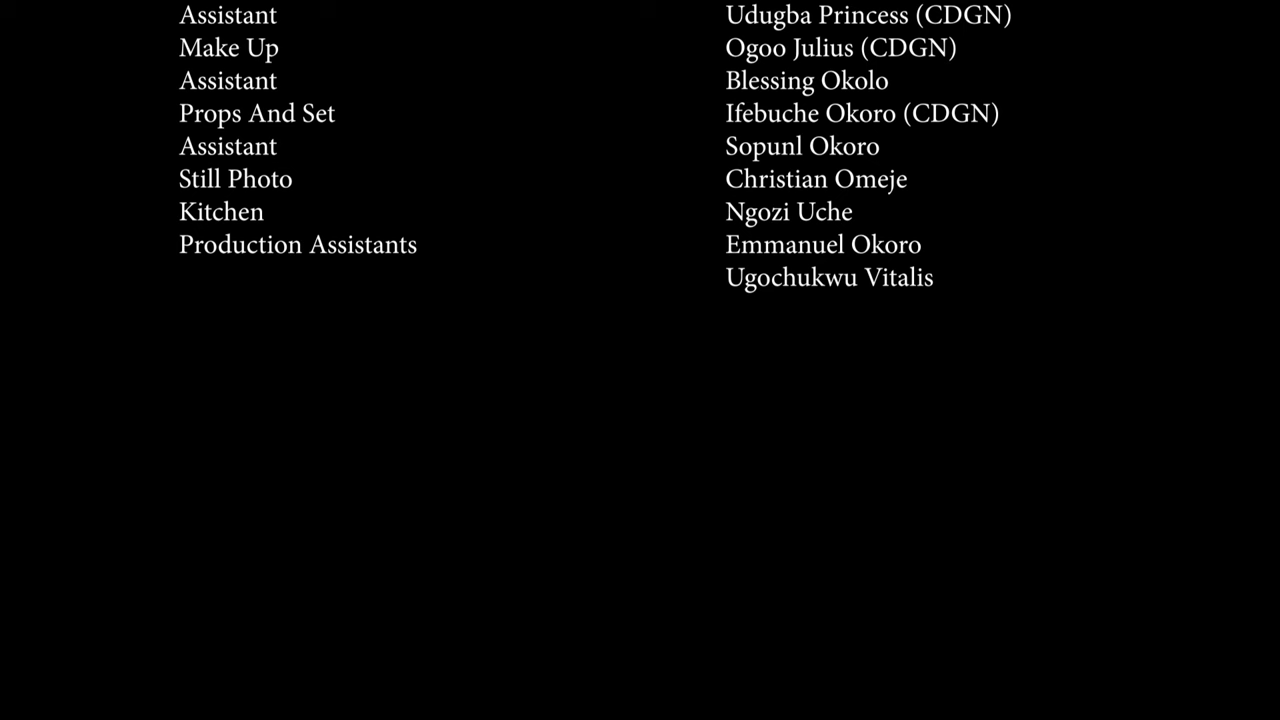 Assistant Udugba Princess (CDGN)
Make Up Ogoo Julius (CDGN)
Assistant Blessing Okolo
Props And Set Ifebuche Okoro (CDGN)
Assistant Sopunl Okoro
Still Photo Christian Omeje
Kitchen Ngozi Uche
Production Assistants Emmanuel Okoro
Ugochukwu Vitalis